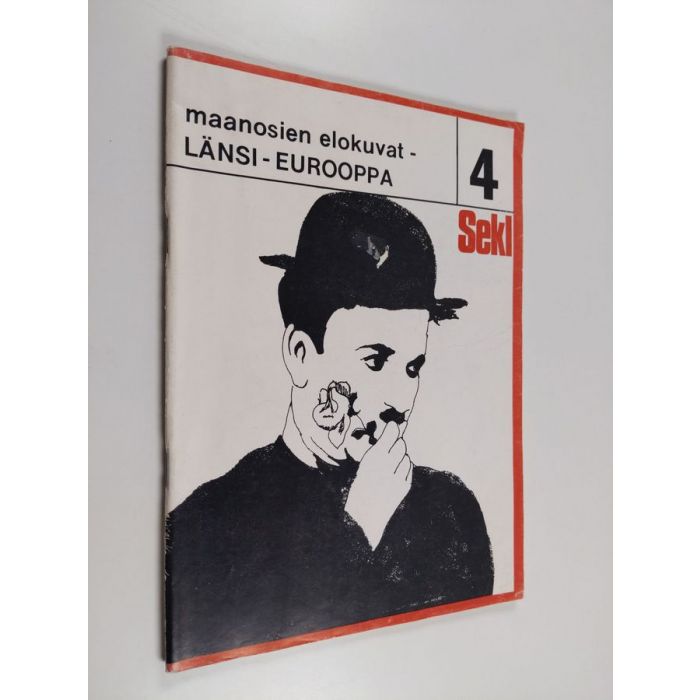 maanosien elokuvat -
LÄNSI - EUROOPPA
4
Sekl